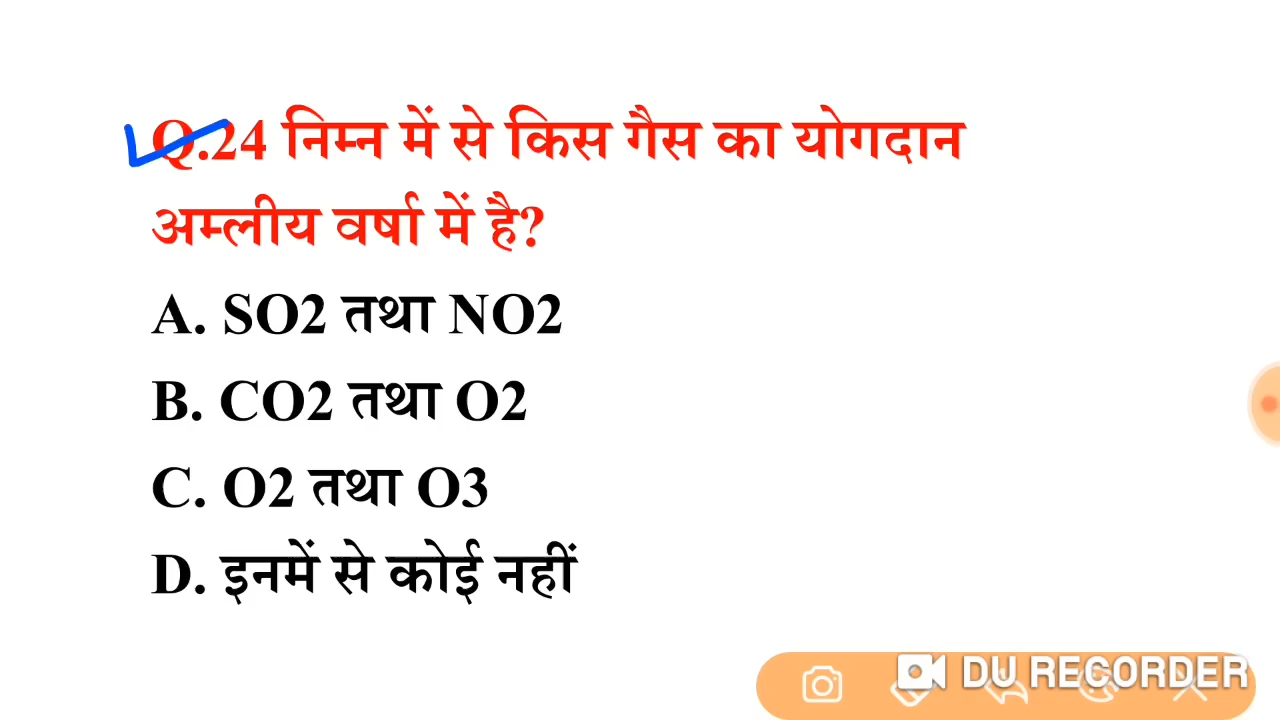 Q.24 निम्न में से किस गैस का योगदान
अम्लीय वर्षा में है?
A. SO2 तथा NO2
B. CO2 तथा O2
C. O2 तथा O3
D. इनमें से कोई नहीं
DU RECORDER